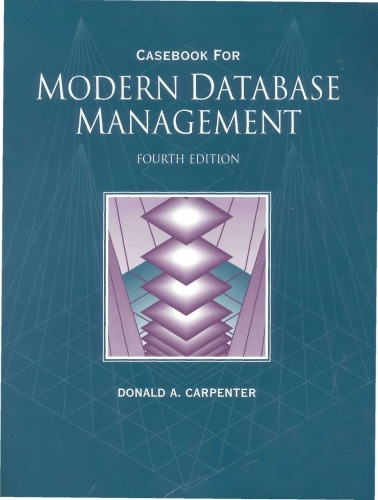 CASEBOOK FOR
MODERN DATABASE
MANAGEMENT
FOURTH EDITION
DONALD A. CARPENTER